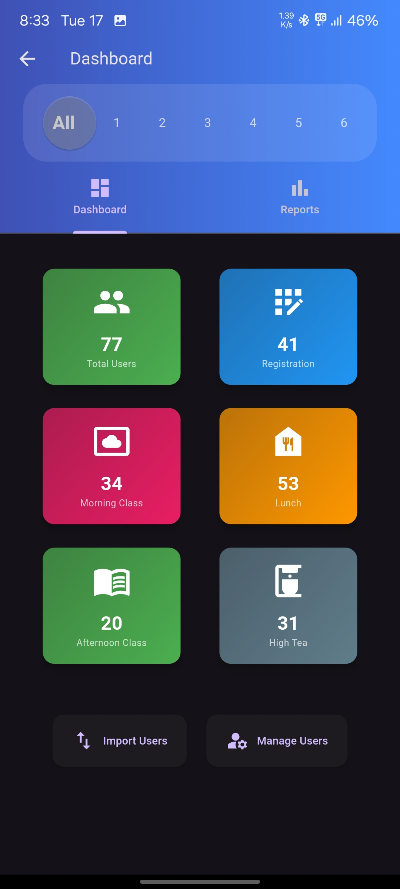 8:33 Tue 17 1.39 K/s 5G 46%
Dashboard
All 1 2 3 4 5 6
Dashboard Reports
77 41
Total Users Registration
34 53
Morning Class Lunch
20 31
Afternoon Class High Tea
Import Users Manage Users